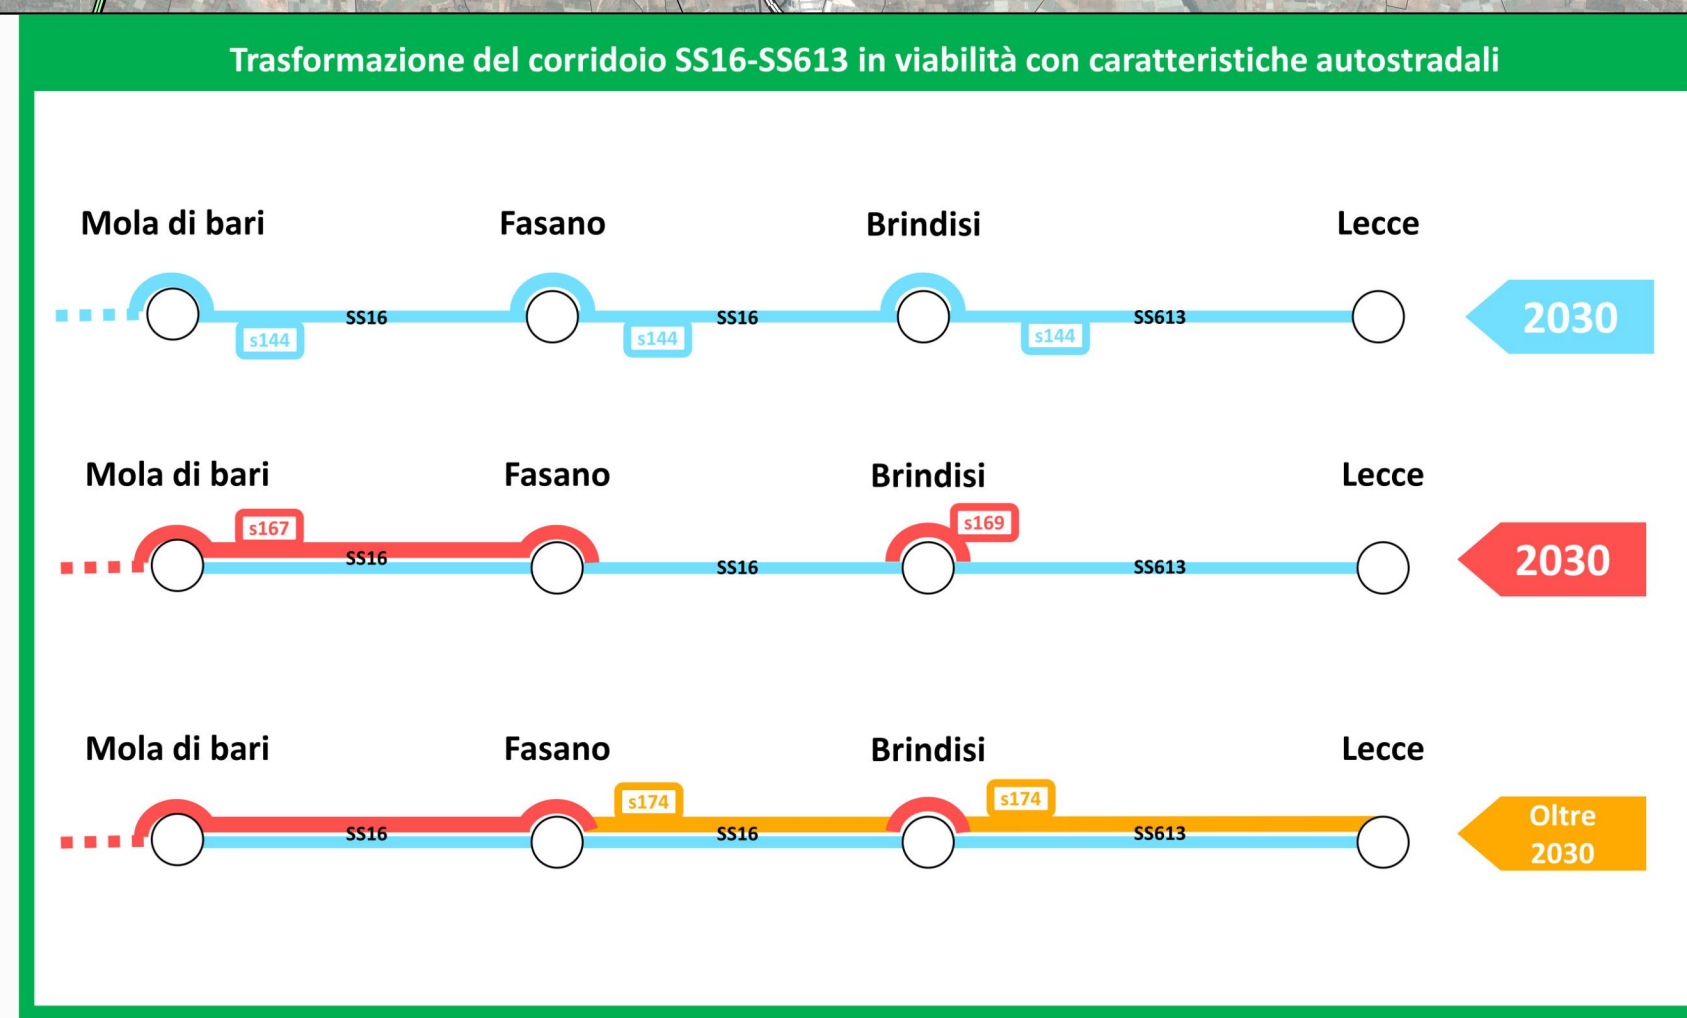 Trasformazione del corridoio SS16-SS613 in viabilità con caratteristiche autostradali
Mola di bari Fasano Brindisi Lecce
SS16 SS16 SS613 2030
s144 s144 s144
Mola di bari Fasano Brindisi Lecce
s167 s169
SS16 SS16 SS613 2030
Mola di bari Fasano Brindisi Lecce
s174 s174
SS16 SS16 SS613 Oltre
2030